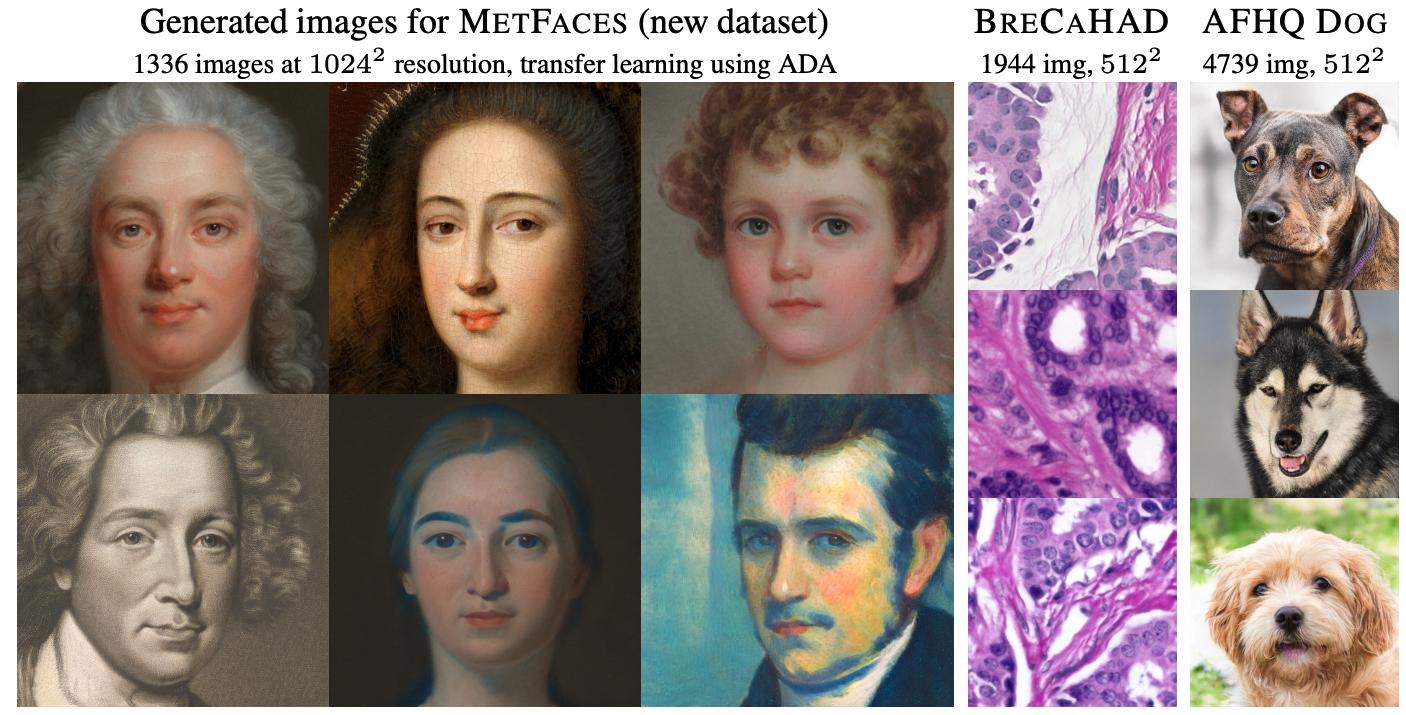 Generated images for METFACES (new dataset)
1336 images at 1024² resolution, transfer learning using ADA
BRECAHAD
1944 img, 512²
AFHQ DOG
4739 img, 512²